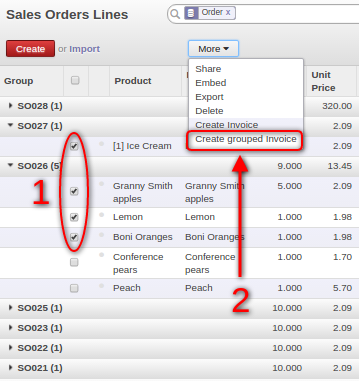 Sales Orders Lines
Order x
Create or Import
More
Share
Embed
Export
Delete
Create Invoice
Create grouped Invoice
Group Product Unit Price
SO028 (1) 320.00
SO027 (1) 2.09
[1] Ice Cream 2.09
SO026 (5) 9.000 13.45
Granny Smith apples Granny Smith apples 5.000 2.09
Lemon Lemon 1.000 1.98
Boni Oranges Boni Oranges 1.000 1.98
Conference pears Conference pears 1.000 1.70
Peach Peach 1.000 5.70
SO025 (1) 10.000 2.09
SO023 (1) 10.000 2.09
SO022 (1) 10.000 2.09
SO021 (1) 10.000 2.09
1
2